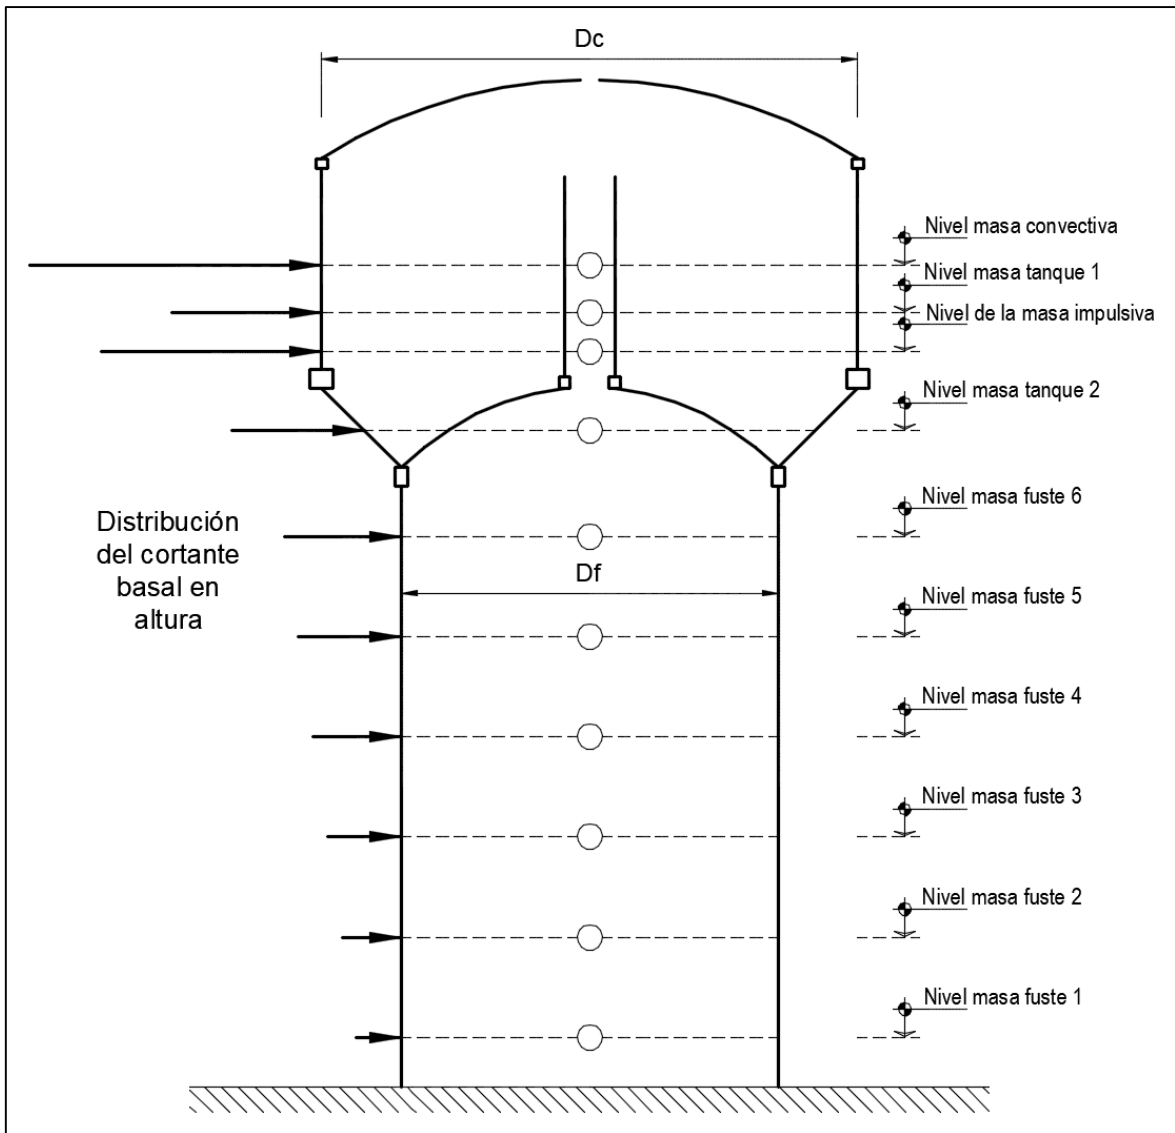 Dc
Nivel masa convectiva
Nivel masa tanque 1
Nivel de la masa impulsiva
Nivel masa tanque 2
Nivel masa fuste 6
Distribución
del cortante
basal en
altura
Df
Nivel masa fuste 5
Nivel masa fuste 4
Nivel masa fuste 3
Nivel masa fuste 2
Nivel masa fuste 1